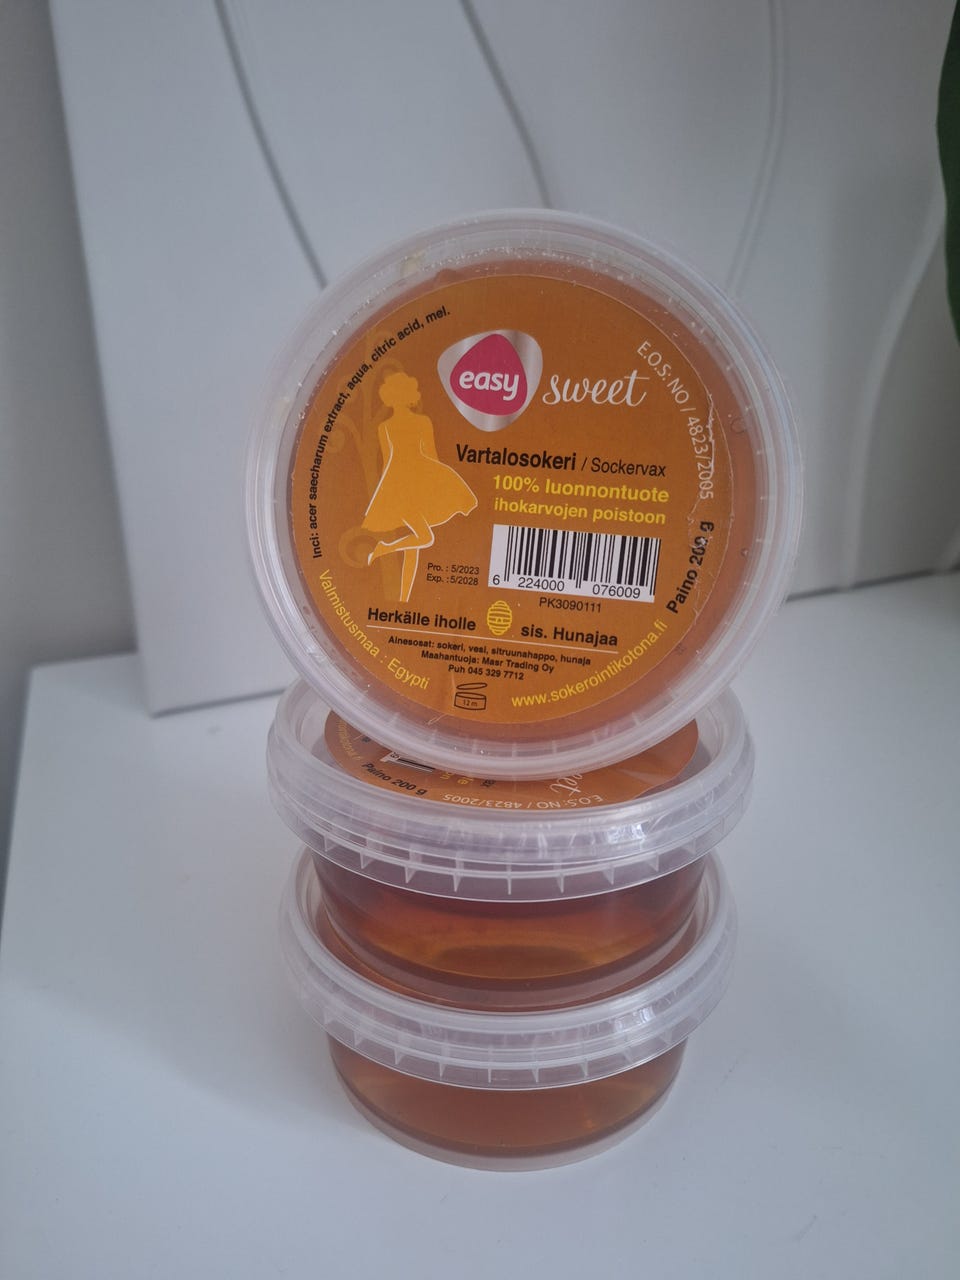 Inci: acer saecharum extract, aqua, citric acid, mel.
easy sweet
E.O.S: NO / 4823/2005
Vartalosokeri / Sockervax
100% luonnontuote
ihokarvojen poistoon
Pro. : 5/2023
Exp. : 5/2028
6 224000 076009
PK3090111
Paino 200 g
Herkälle iholle sis. Hunajaa
Ainesosat: sokeri, vesi, sitruunahappo, hunaja
Maahantuoja: Masr Trading Oy
Puh 045 329 7712
Valmistusmaa : Egypti
12 m
www.sokerointikotona.fi
Paino 200 g
E.O.S: NO / 4823/2005